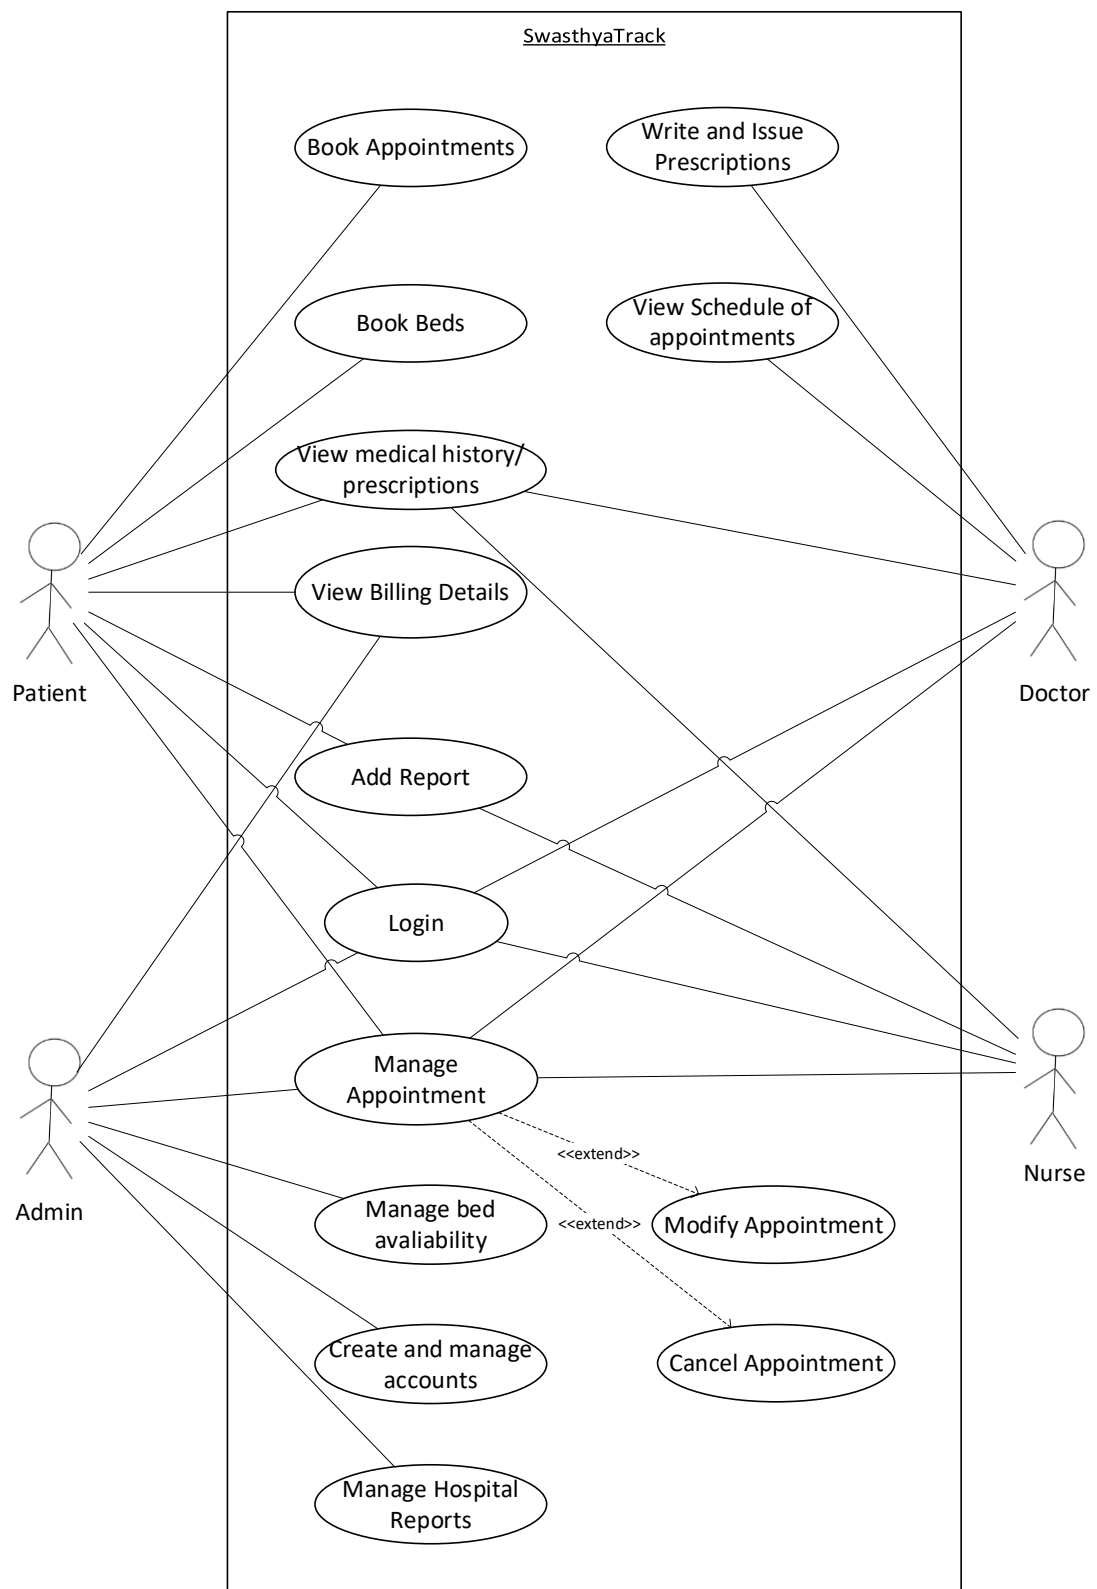 SwasthyaTrack
Book Appointments
Write and Issue
Prescriptions
Book Beds
View Schedule of
appointments
View medical history/
prescriptions
View Billing Details
Patient
Doctor
Add Report
Login
Manage
Appointment
Admin
Nurse
<<extend>>
Manage bed
avaliability
<<extend>>
Modify Appointment
Create and manage
accounts
Cancel Appointment
Manage Hospital
Reports